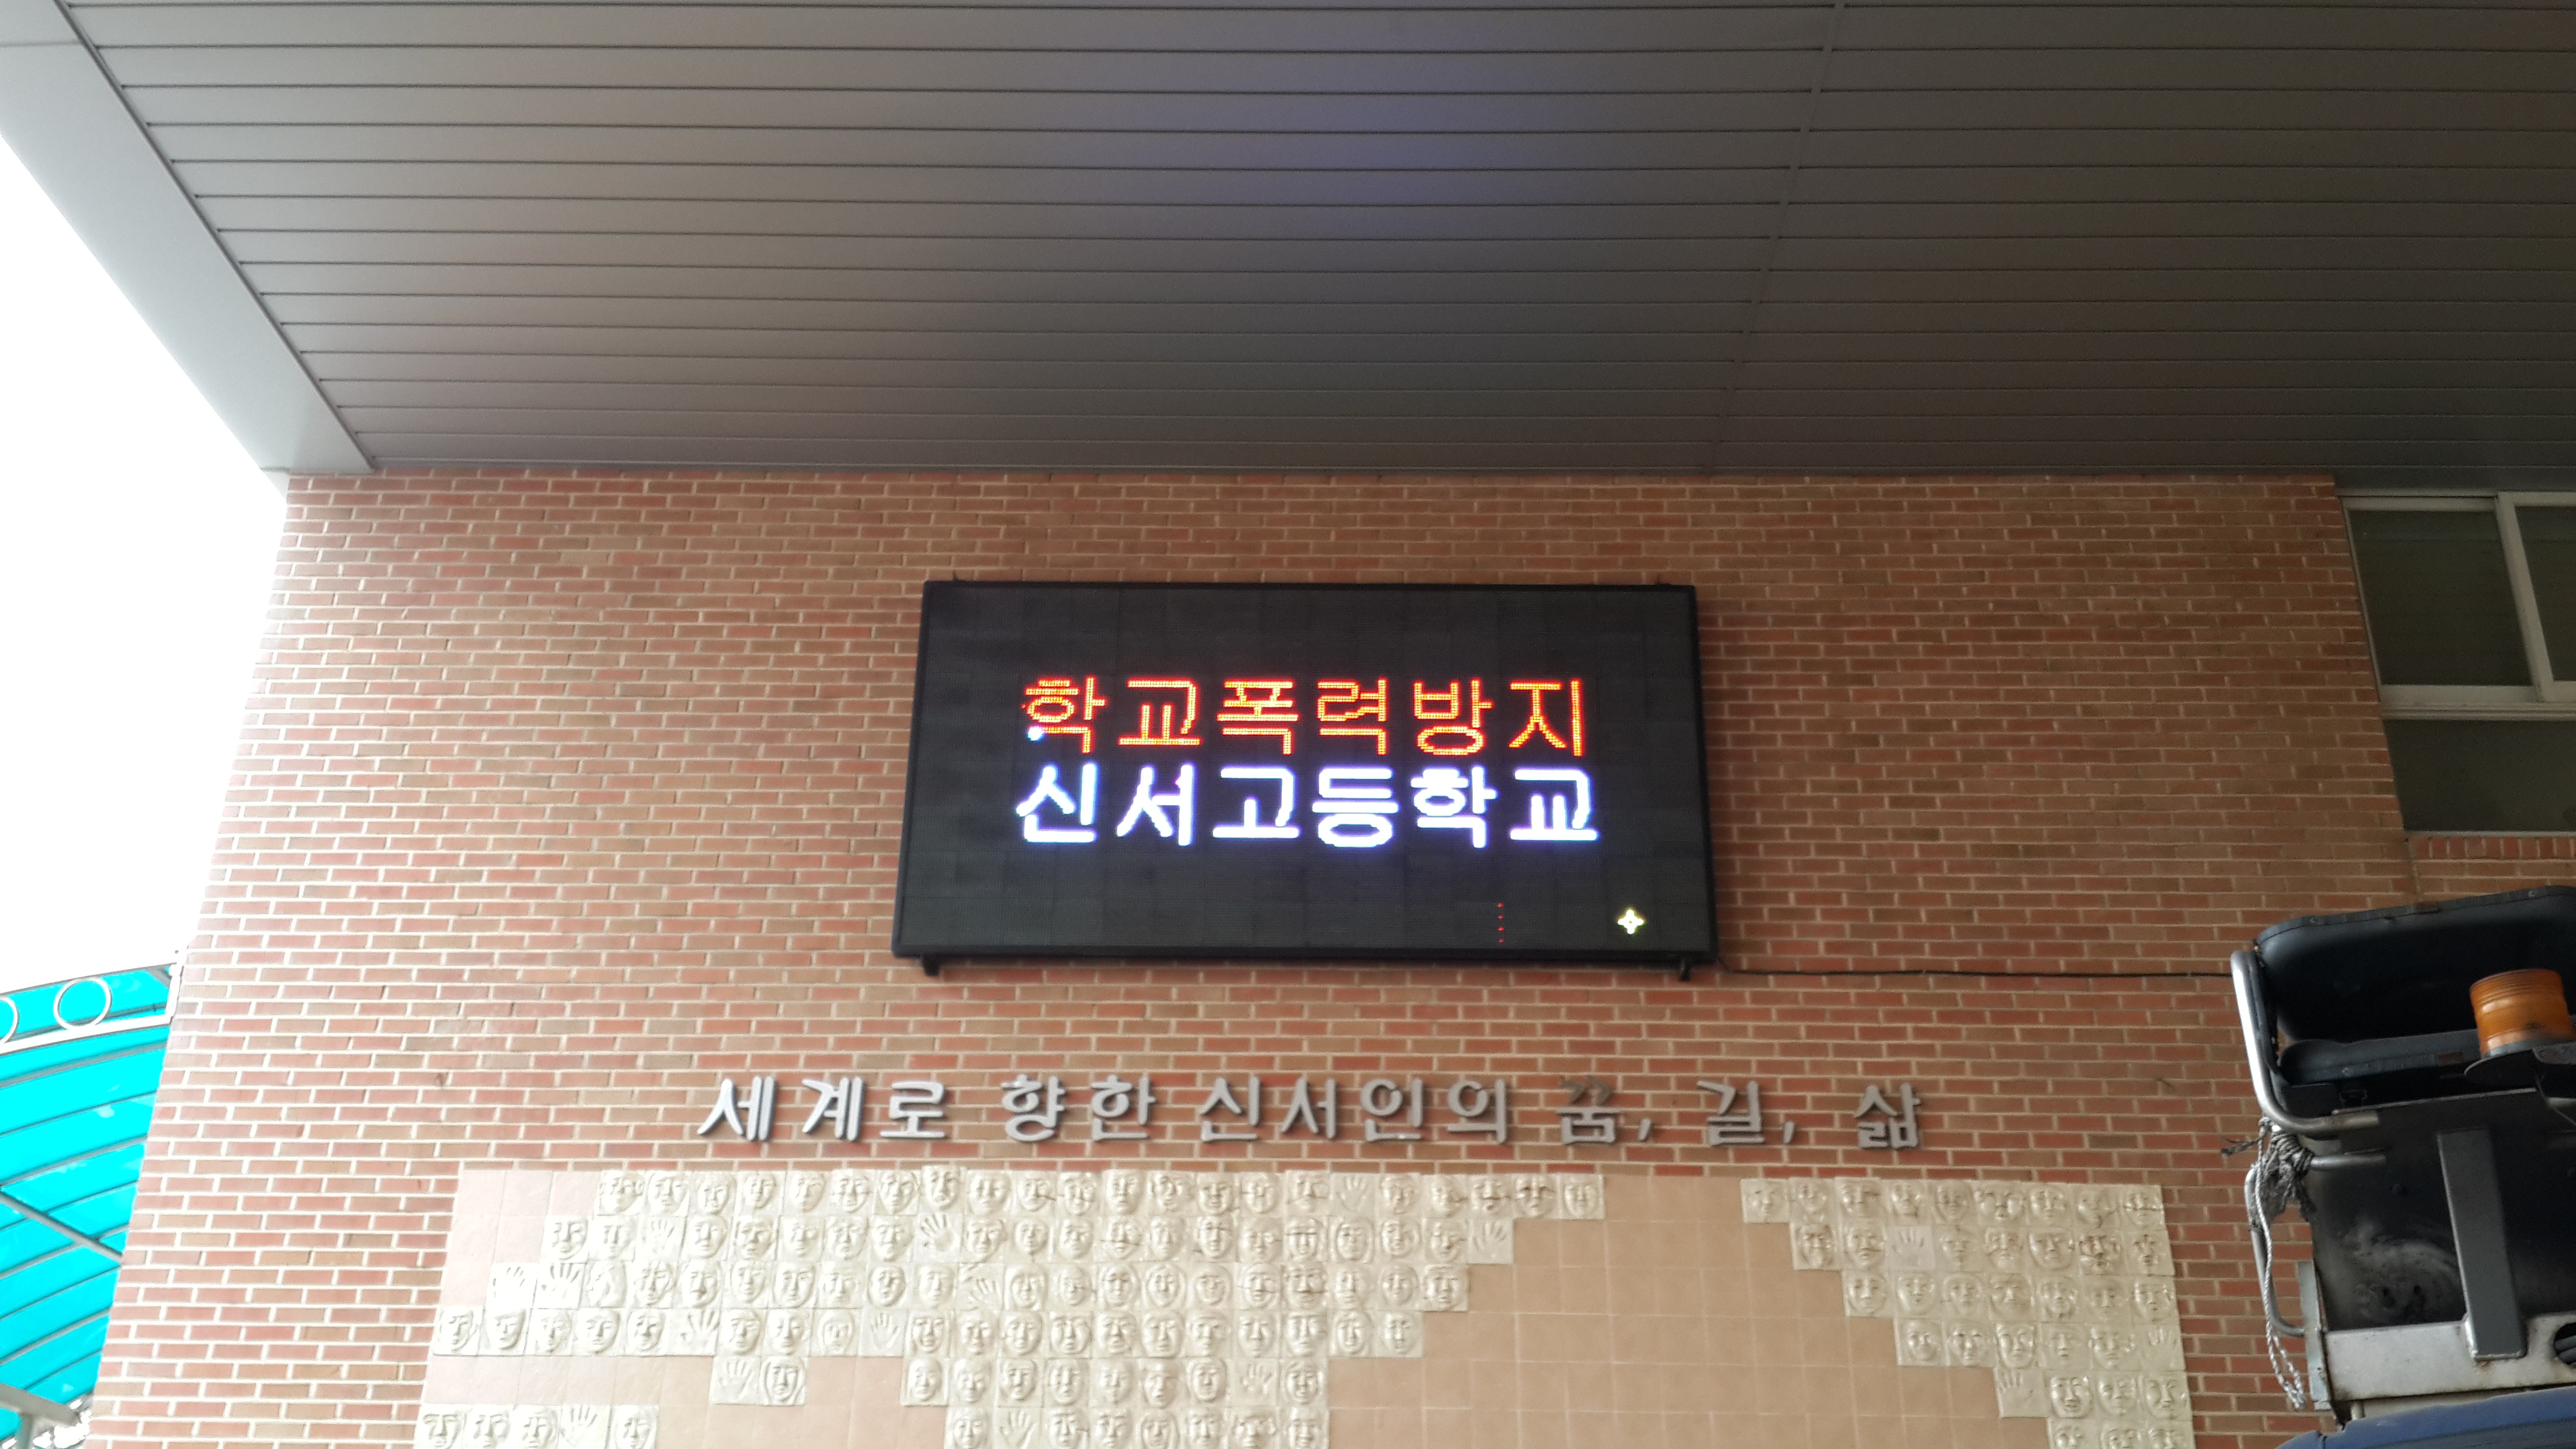 학교폭력방지
신서고등학교
세계로 향한 신서인의 꿈, 길, 삶